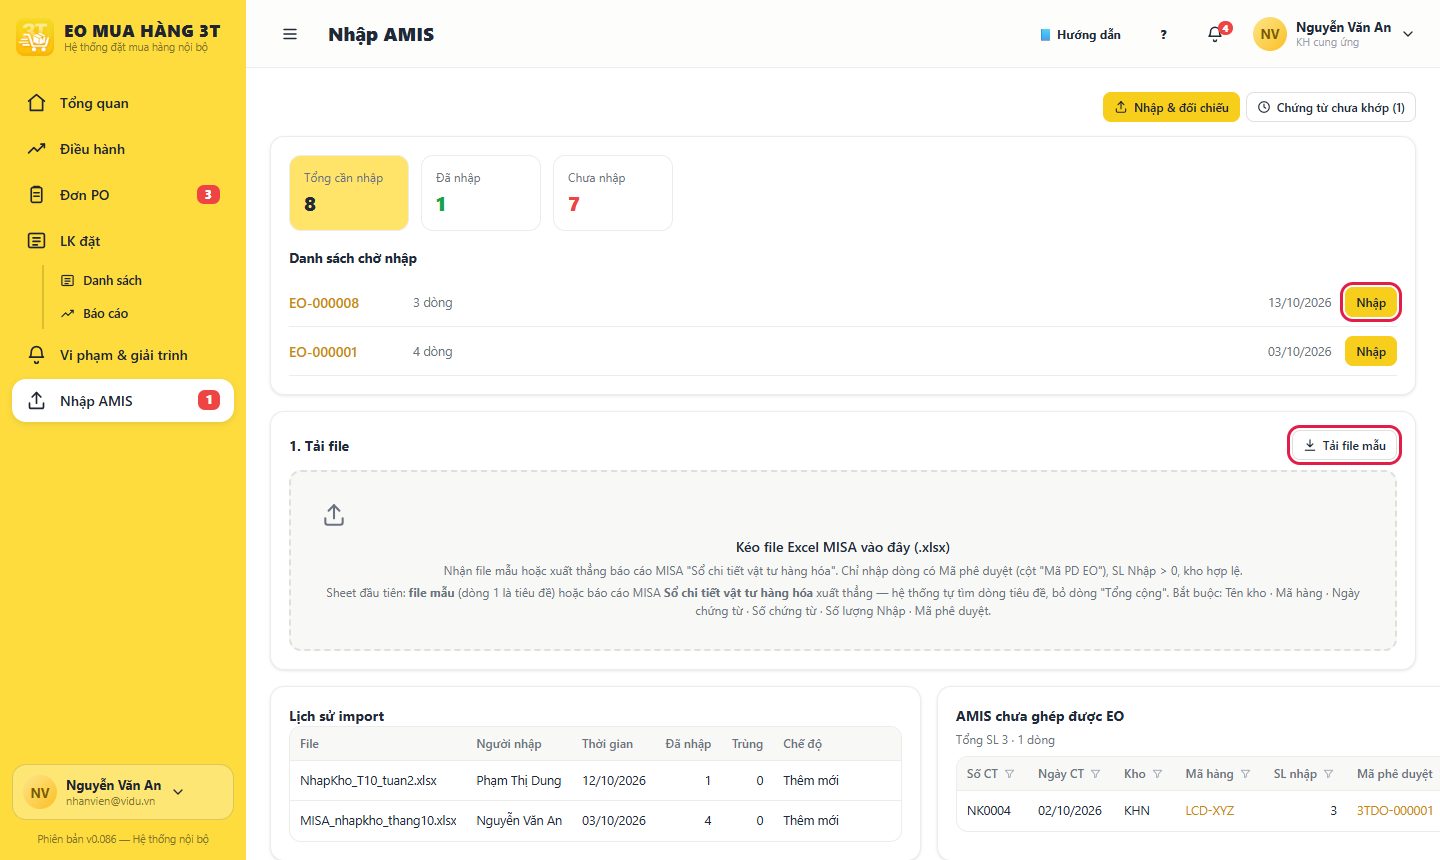 3T
EO MUA HÀNG 3T
Hệ thống đặt mua hàng nội bộ
Tổng quan
Điều hành
Đơn PO
3
LK đặt
Danh sách
Báo cáo
Vi phạm & giải trình
Nhập AMIS
1
NV
Nguyễn Văn An
nhanvien@vidu.vn
Phiên bản v0.086 — Hệ thống nội bộ
Nhập AMIS
Hướng dẫn
?
4
NV
Nguyễn Văn An
KH cung ứng
Nhập & đối chiếu
Chứng từ chưa khớp (1)
Tổng cần nhập
8
Đã nhập
1
Chưa nhập
7
Danh sách chờ nhập
EO-000008 3 dòng 13/10/2026 Nhập
EO-000001 4 dòng 03/10/2026 Nhập
1. Tải file
Tải file mẫu
Kéo file Excel MISA vào đây (.xlsx)
Nhận file mẫu hoặc xuất thẳng báo cáo MISA "Sổ chi tiết vật tư hàng hóa". Chỉ nhập dòng có Mã phê duyệt (cột "Mã PD EO"), SL Nhập > 0, kho hợp lệ.
Sheet đầu tiên: file mẫu (dòng 1 là tiêu đề) hoặc báo cáo MISA Sổ chi tiết vật tư hàng hóa xuất thẳng — hệ thống tự tìm dòng tiêu đề, bỏ dòng "Tổng cộng". Bắt buộc: Tên kho · Mã hàng · Ngày
chứng từ · Số chứng từ · Số lượng Nhập · Mã phê duyệt.
Lịch sử import
File Người nhập Thời gian Đã nhập Trùng Chế độ
NhapKho_T10_tuan2.xlsx Phạm Thị Dung 12/10/2026 1 0 Thêm mới
MISA_nhapkho_thang10.xlsx Nguyễn Văn An 03/10/2026 4 0 Thêm mới
AMIS chưa ghép được EO
Tổng SL 3 · 1 dòng
Số CT Ngày CT Kho Mã hàng SL nhập Mã phê duyệt
NK0004 02/10/2026 KHN LCD-XYZ 3 3TDO-000001